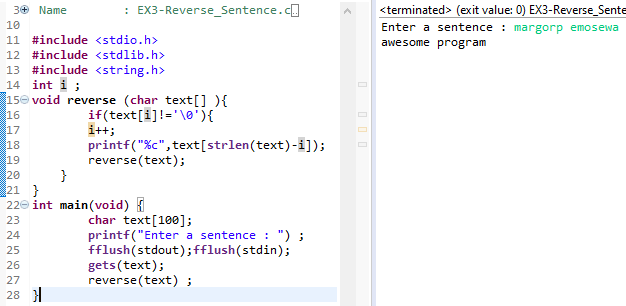 3 Name : EX3-Reverse_Sentence.c
10
11 #include <stdio.h>
12 #include <stdlib.h>
13 #include <string.h>
14 int i ;
15 void reverse (char text[] ){
16 if(text[i]!='\0'){
17 i++;
18 printf("%c",text[strlen(text)-i]);
19 reverse(text);
20 }
21 }
22 int main(void) {
23 char text[100];
24 printf("Enter a sentence : ") ;
25 fflush(stdout);fflush(stdin);
26 gets(text);
27 reverse(text) ;
28 }
<terminated> (exit value: 0) EX3-Reverse_Sente
Enter a sentence : margorp emosewa
awesome program